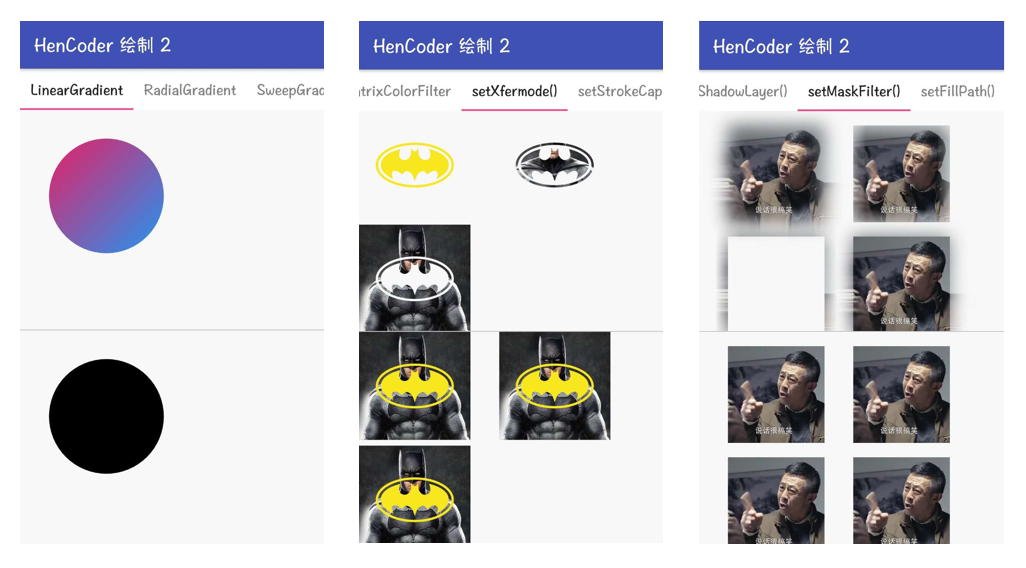 HenCoder 绘制 2
LinearGradient RadialGradient SweepGrad
HenCoder 绘制 2
ıtrixColorFilter setXfermode() setStrokeCap
HenCoder 绘制 2
ShadowLayer() setMaskFilter() setFillPath()
说话很搞笑
说话很搞笑
说话很搞笑
说话很搞笑
说话很搞笑
说话很搞笑
说话很搞笑